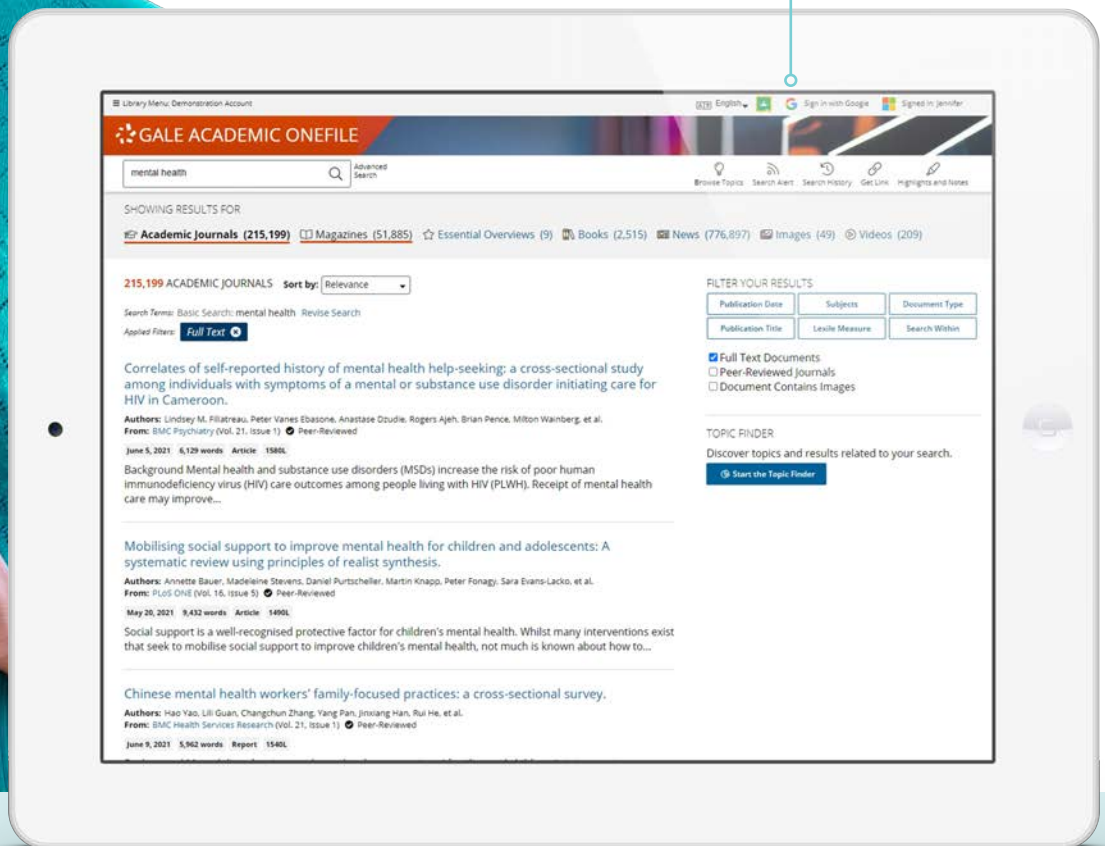 Library Menu: Demonstration Account
English
Sign in with Google
Signed in: Jennifer
GALE ACADEMIC ONEFILE
mental health
Advanced
Search
Browse Topics
Search Alert
Search History
Get Link
Highlights and Notes
SHOWING RESULTS FOR
Academic Journals (215,199) Magazines (51,885) Essential Overviews (9) Books (2,515) News (776,897) Images (49) Videos (209)
215,199 ACADEMIC JOURNALS Sort by: Relevance
Search Terms: Basic Search: mental health Revise Search
Applied Filters: Full Text
Correlates of self-reported history of mental health help-seeking: a cross-sectional study
among individuals with symptoms of a mental or substance use disorder initiating care for
HIV in Cameroon.
Authors: Lindsey M. Filiatreau, Peter Vanes Ebasone, Anastase Dzudie, Rogers Ajeh, Brian Pence, Milton Wainberg, et al.
From: BMC Psychiatry (Vol. 21, Issue 1) Peer-Reviewed
June 5, 2021 6,129 words Article 1580L
Background Mental health and substance use disorders (MSDs) increase the risk of poor human
immunodeficiency virus (HIV) care outcomes among people living with HIV (PLWH). Receipt of mental health
care may improve...
Mobilising social support to improve mental health for children and adolescents: A
systematic review using principles of realist synthesis.
Authors: Annette Bauer, Madeleine Stevens, Daniel Purtscheller, Martin Knapp, Peter Fonagy, Sara Evans-Lacko, et al.
From: PLoS ONE (Vol. 16, Issue 5) Peer-Reviewed
May 20, 2021 9,432 words Article 1490L
Social support is a well-recognised protective factor for children's mental health. Whilst many interventions exist
that seek to mobilise social support to improve children's mental health, not much is known about how to...
Chinese mental health workers' family-focused practices: a cross-sectional survey.
Authors: Hao Yao, Lili Guan, Changchun Zhang, Yang Pan, Jinxiang Han, Rui He, et al.
From: BMC Health Services Research (Vol. 21, Issue 1) Peer-Reviewed
June 9, 2021 5,962 words Report 1540L
FILTER YOUR RESULTS
Publication Date Subjects Document Type
Publication Title Lexile Measure Search Within
Full Text Documents
Peer-Reviewed Journals
Document Contains Images
TOPIC FINDER
Discover topics and results related to your search.
Start the Topic Finder